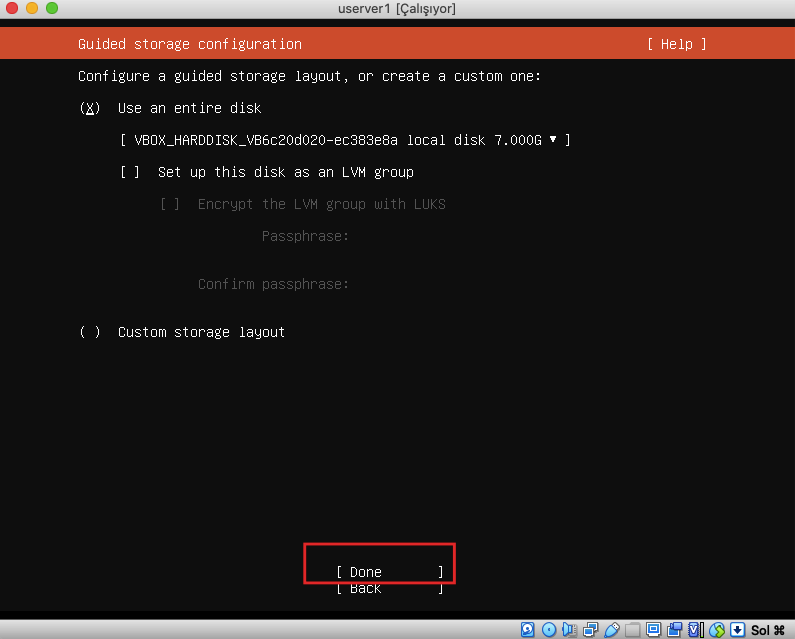 userver1 [Çalışıyor]
Guided storage configuration [ Help ]
Configure a guided storage layout, or create a custom one:
(X) Use an entire disk
[ VBOX_HARDDISK_VB6c20d020-ec383e8a local disk 7.000G ▾ ]
[ ] Set up this disk as an LVM group
[ ] Encrypt the LVM group with LUKS
Passphrase:
Confirm passphrase:
( ) Custom storage layout
[ Done ]
[ Back ]
Sol ⌘